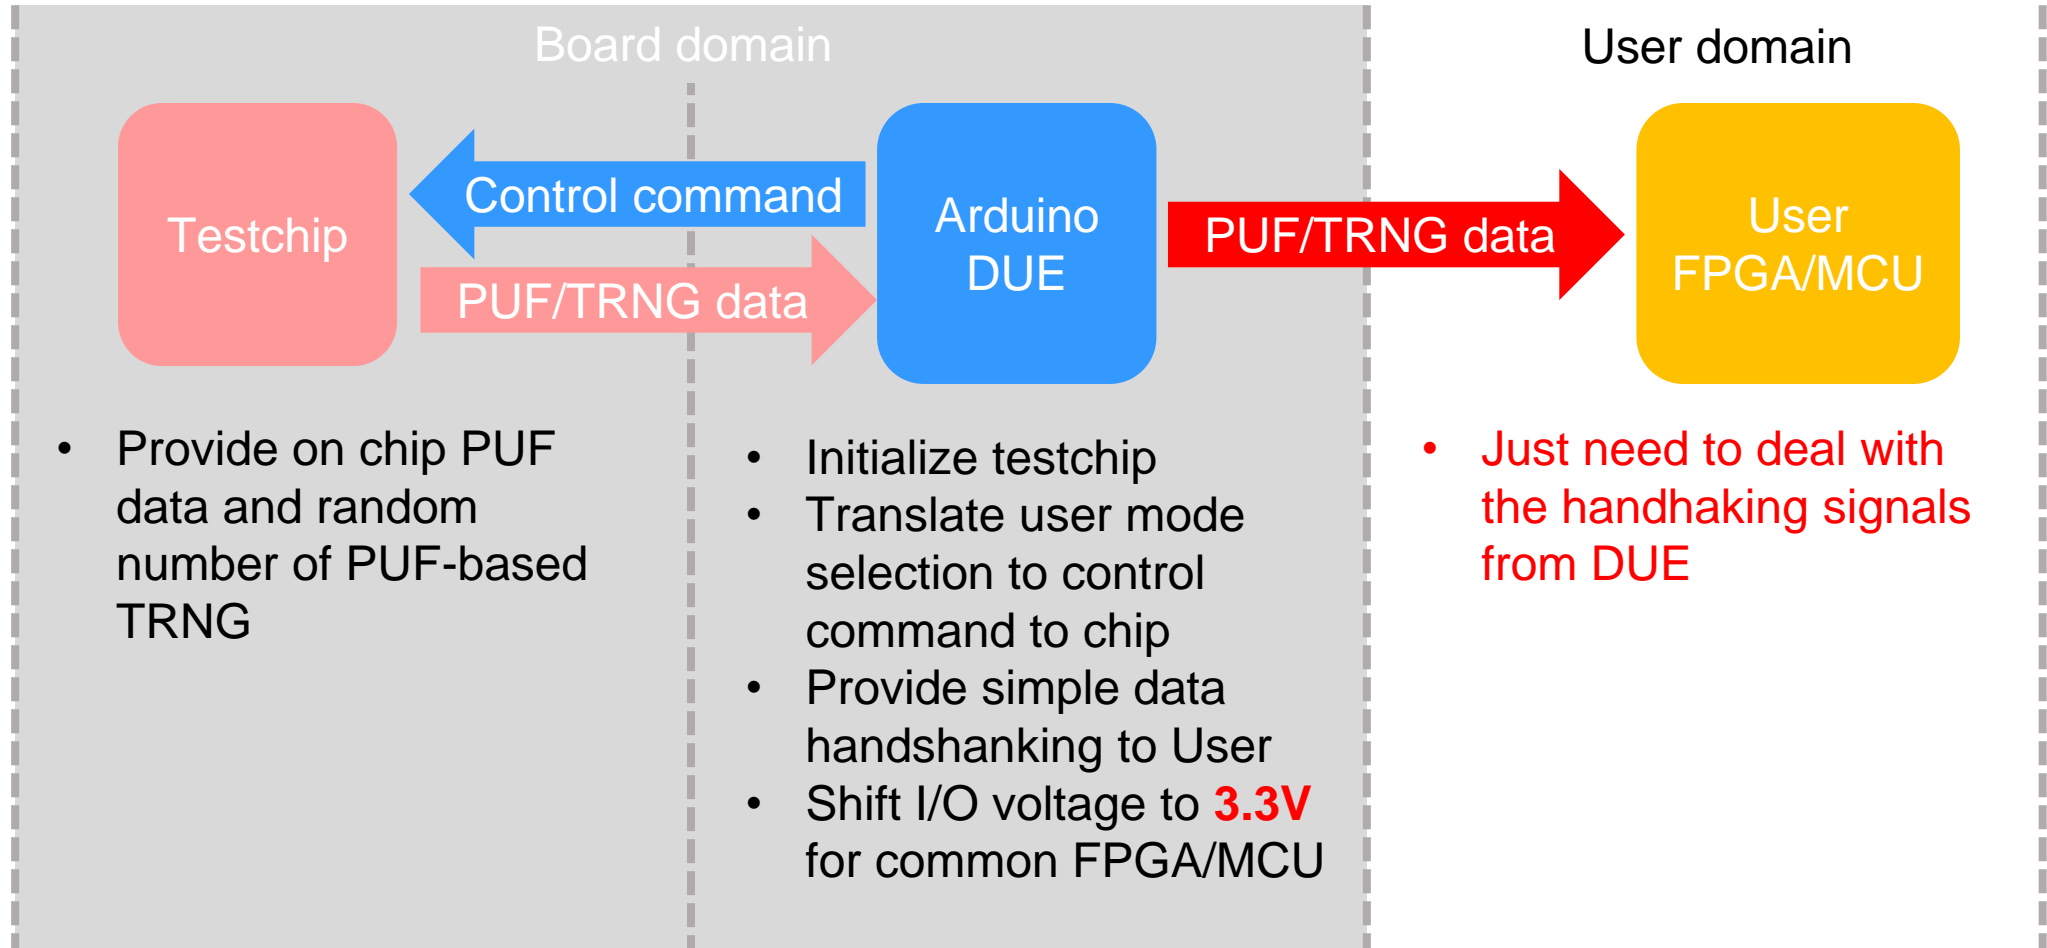 Board domain
User domain
Testchip
Control command
PUF/TRNG data
Arduino
DUE
PUF/TRNG data
User
FPGA/MCU
• Provide on chip PUF
data and random
number of PUF-based
TRNG
• Initialize testchip
• Translate user mode
selection to control
command to chip
• Provide simple data
handshanking to User
• Shift I/O voltage to 3.3V
for common FPGA/MCU
• Just need to deal with
the handhaking signals
from DUE